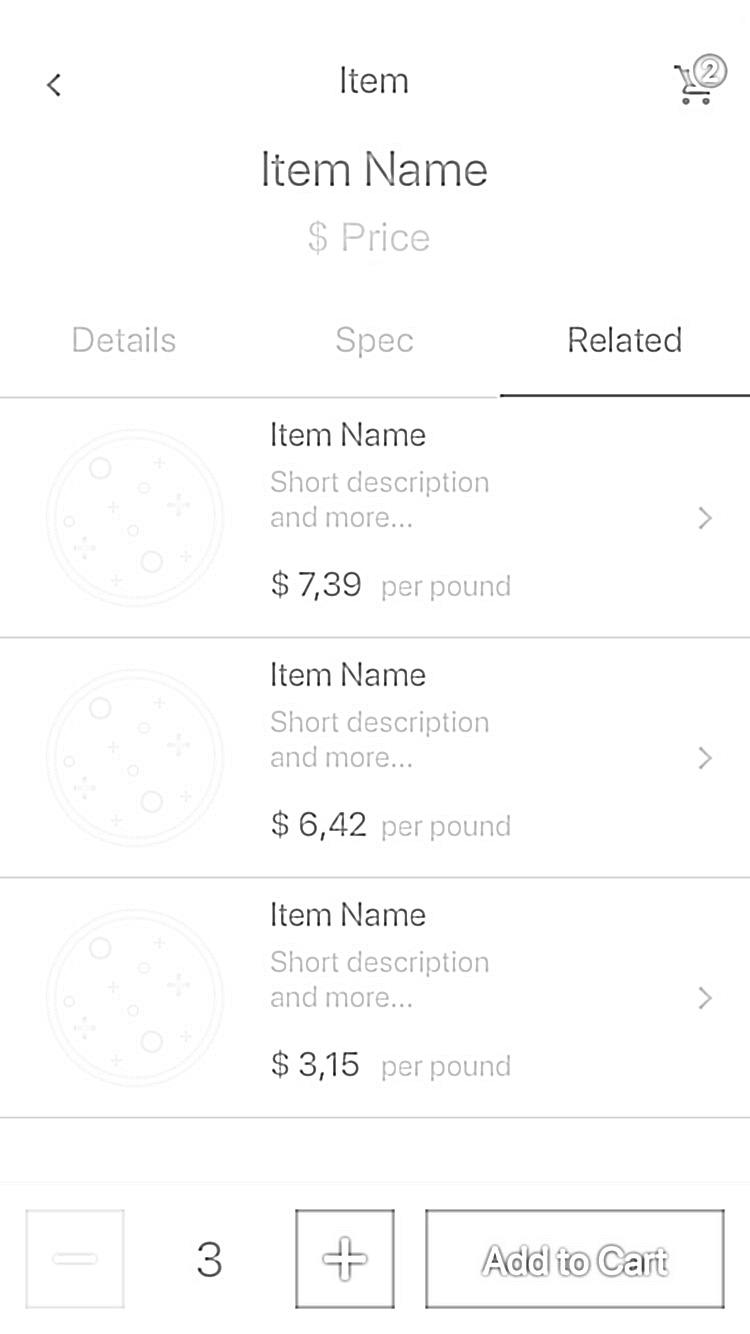 Item
2
Item Name
$ Price
Details Spec Related
Item Name
Short description
and more...
$ 7,39 per pound
Item Name
Short description
and more...
$ 6,42 per pound
Item Name
Short description
and more...
$ 3,15 per pound
3 Add to Cart